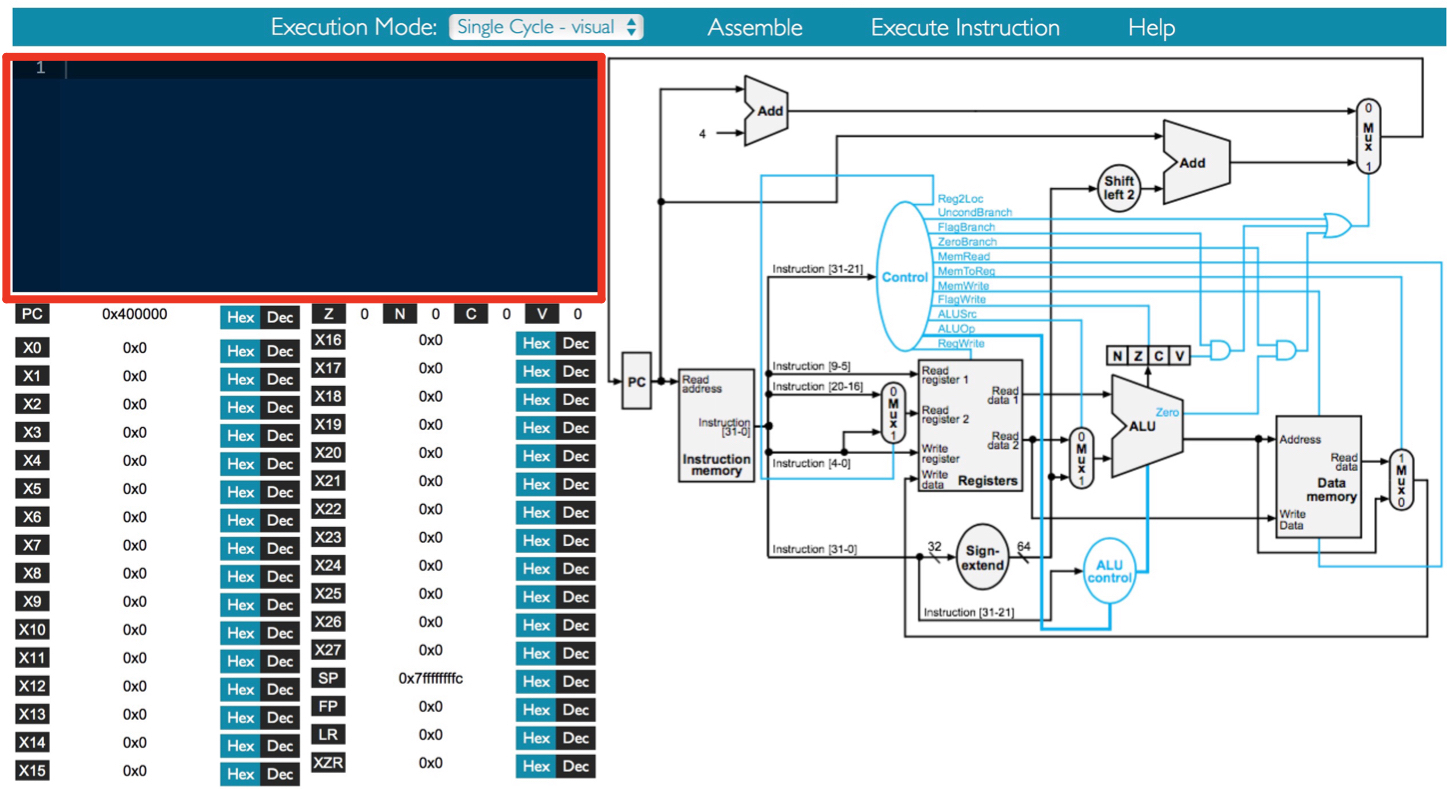 Execution Mode: Single Cycle - visual Assemble Execute Instruction Help
1
PC 0x400000 Hex Dec Z 0 N 0 C 0 V 0
X0 0x0 Hex Dec
X1 0x0 Hex Dec
X2 0x0 Hex Dec
X3 0x0 Hex Dec
X4 0x0 Hex Dec
X5 0x0 Hex Dec
X6 0x0 Hex Dec
X7 0x0 Hex Dec
X8 0x0 Hex Dec
X9 0x0 Hex Dec
X10 0x0 Hex Dec
X11 0x0 Hex Dec
X12 0x0 Hex Dec
X13 0x0 Hex Dec
X14 0x0 Hex Dec
X15 0x0 Hex Dec
X16 0x0 Hex Dec
X17 0x0 Hex Dec
X18 0x0 Hex Dec
X19 0x0 Hex Dec
X20 0x0 Hex Dec
X21 0x0 Hex Dec
X22 0x0 Hex Dec
X23 0x0 Hex Dec
X24 0x0 Hex Dec
X25 0x0 Hex Dec
X26 0x0 Hex Dec
X27 0x0 Hex Dec
SP 0x7ffffffffc Hex Dec
FP 0x0 Hex Dec
LR 0x0 Hex Dec
XZR 0x0 Hex Dec
Add
4
Add
Shift
left 2
0
Mux
1
Reg2Loc
UncondBranch
FlagBranch
ZeroBranch
MemRead
MemToReg
MemWrite
FlagWrite
ALUSrc
ALUOp
RegWrite
Control
Instruction [31-21]
Instruction [9-5]
Instruction [20-16]
Instruction [4-0]
Instruction [31-0]
Instruction [31-21]
PC
Read
address
Instruction
[31-0]
Instruction
memory
0
Mux
1
Read
register 1
Read
register 2
Write
register
Write
data
Read
data 1
Read
data 2
Registers
0
Mux
1
N Z C V
Zero
ALU
Address
Read
data
Data
memory
Write
Data
1
Mux
0
32
Sign-
extend
64
ALU
control